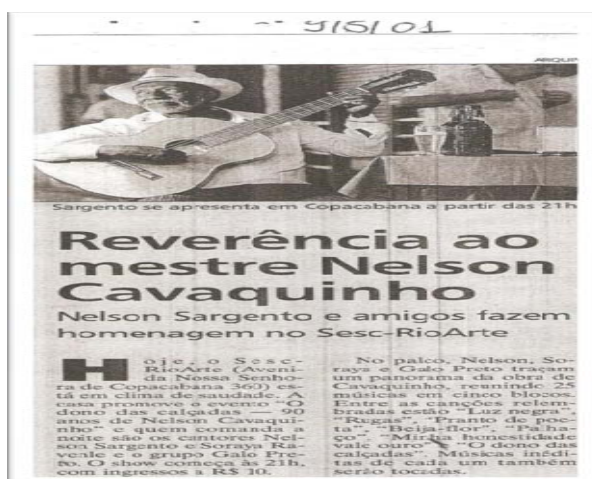 9/5/01
ARQUIVO
Sargento se apresenta em Copacabana a partir das 21h
Reverência ao
mestre Nelson
Cavaquinho
Nelson Sargento e amigos fazem
homenagem no Sesc-RioArte
Hoje, o Sesc-
RioArte (Aveni-
da Nossa Senho-
ra de Copacabana 360) es-
tá em clima de saudade. A
casa promove o evento "O
dono das calçadas — 90
anos de Nelson Cavaqui-
nho" e quem comanda a
noite são os cantores Nel-
son Sargento e Soraya Ra-
venle e o grupo Galo Pre-
to. O show começa às 21h,
com ingressos a R$ 10.
No palco, Nelson, So-
raya e Galo Preto traçam
um panorama da obra de
Cavaquinho, reunindo 25
músicas em cinco blocos.
Entre as canções relem-
bradas estão "Luz negra",
"Rugas", "Pranto de poe-
ta", "Beija-flor", "Palha-
ço", "Minha honestidade
vale ouro" e "O dono das
calçadas". Músicas inédi-
tas de cada um também
serão tocadas.